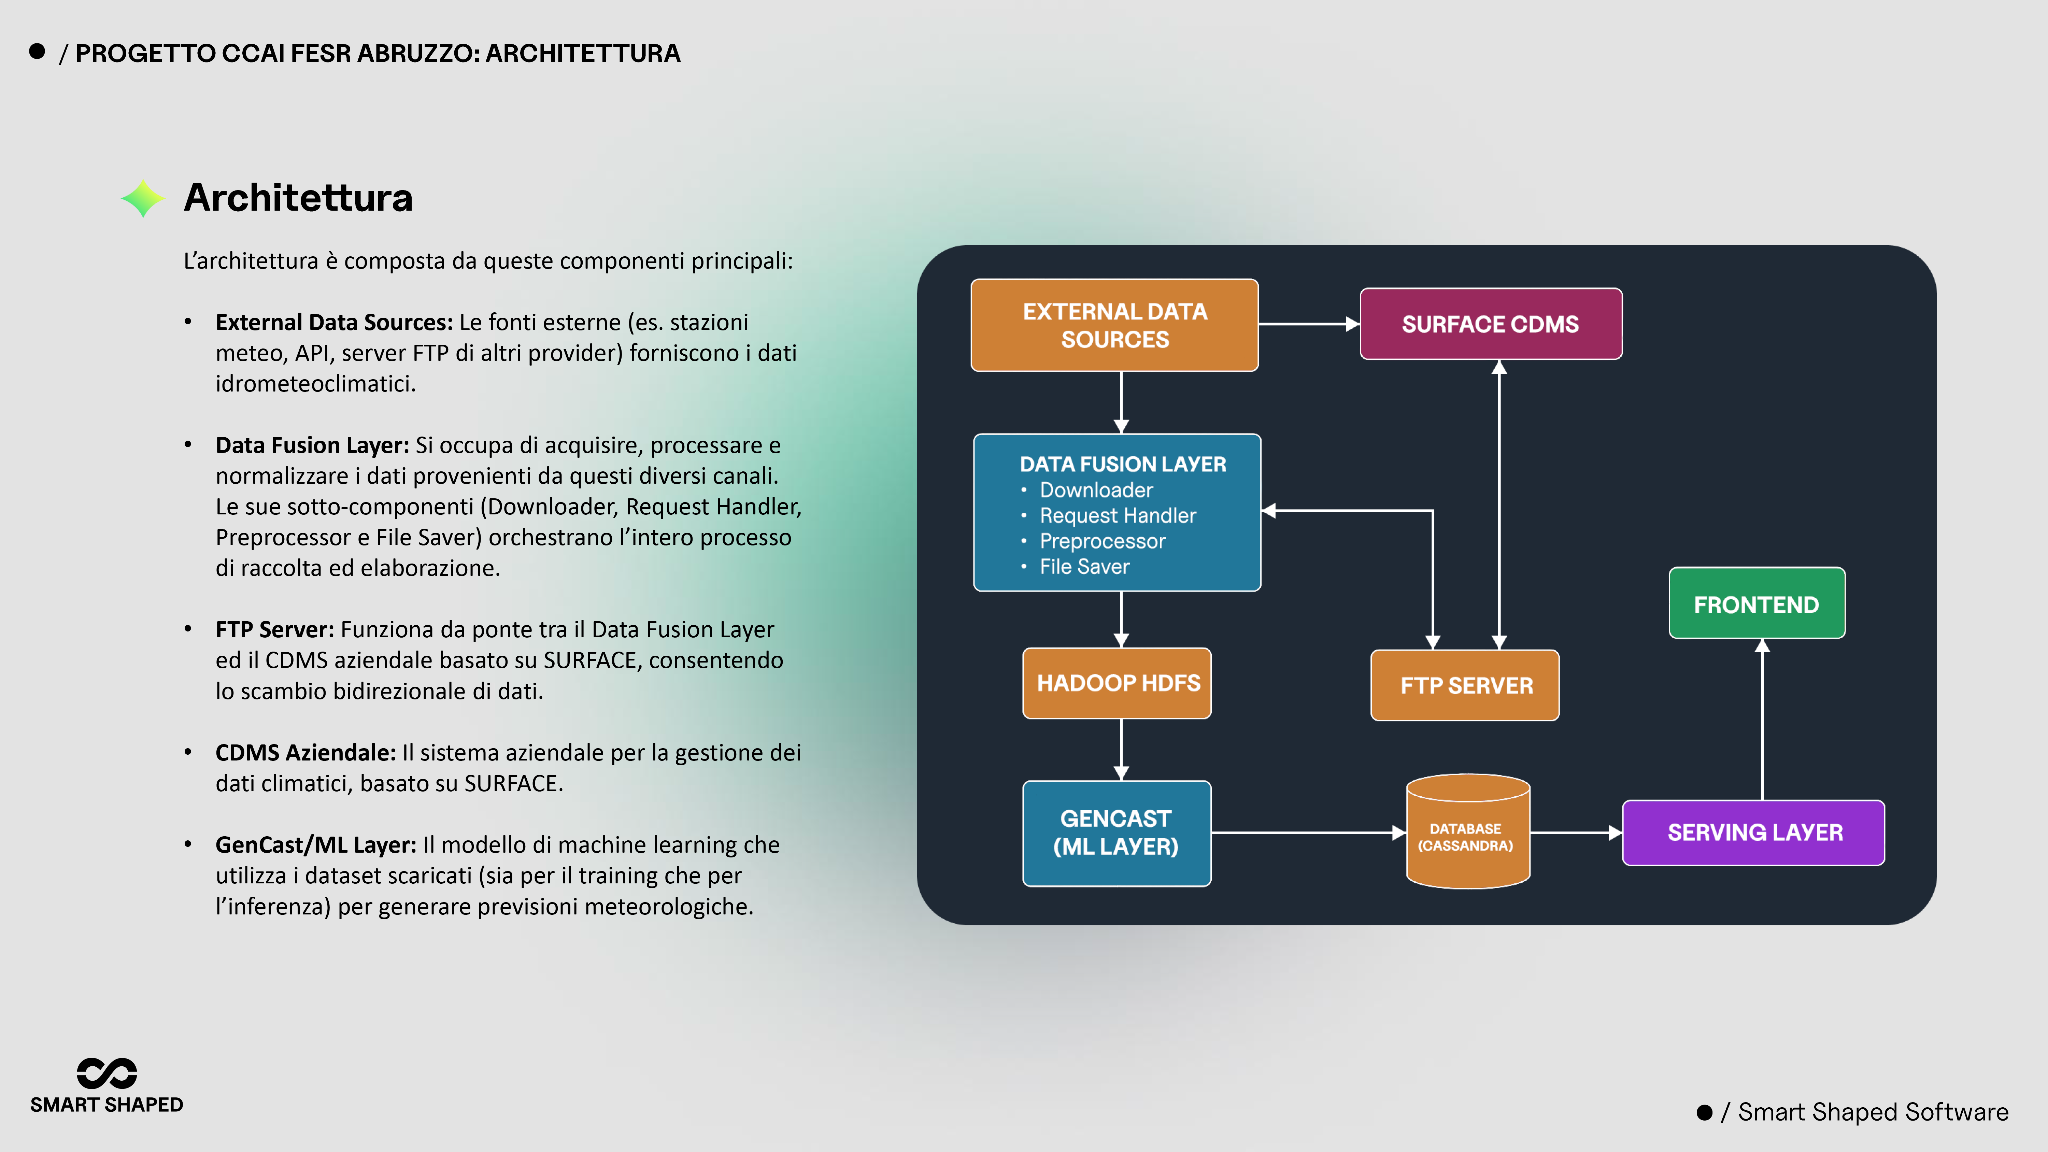 ● / PROGETTO CCAI FESR ABRUZZO: ARCHITETTURA
Architettura
L’architettura è composta da queste componenti principali:
• External Data Sources: Le fonti esterne (es. stazioni
meteo, API, server FTP di altri provider) forniscono i dati
idrometeoclimatici.
• Data Fusion Layer: Si occupa di acquisire, processare e
normalizzare i dati provenienti da questi diversi canali.
Le sue sotto-componenti (Downloader, Request Handler,
Preprocessor e File Saver) orchestrano l’intero processo
di raccolta ed elaborazione.
• FTP Server: Funziona da ponte tra il Data Fusion Layer
ed il CDMS aziendale basato su SURFACE, consentendo
lo scambio bidirezionale di dati.
• CDMS Aziendale: Il sistema aziendale per la gestione dei
dati climatici, basato su SURFACE.
• GenCast/ML Layer: Il modello di machine learning che
utilizza i dataset scaricati (sia per il training che per
l’inferenza) per generare previsioni meteorologiche.
EXTERNAL DATA
SOURCES
SURFACE CDMS
DATA FUSION LAYER
• Downloader
• Request Handler
• Preprocessor
• File Saver
FRONTEND
HADOOP HDFS
FTP SERVER
GENCAST
(ML LAYER)
DATABASE
(CASSANDRA)
SERVING LAYER
SMART SHAPED
● / Smart Shaped Software